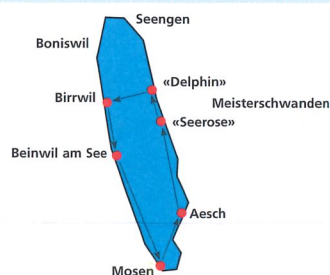 Seengen
Boniswil
«Delphin»
Birrwil
Meisterschwanden
«Seerose»
Beinwil am See
Aesch
Mosen